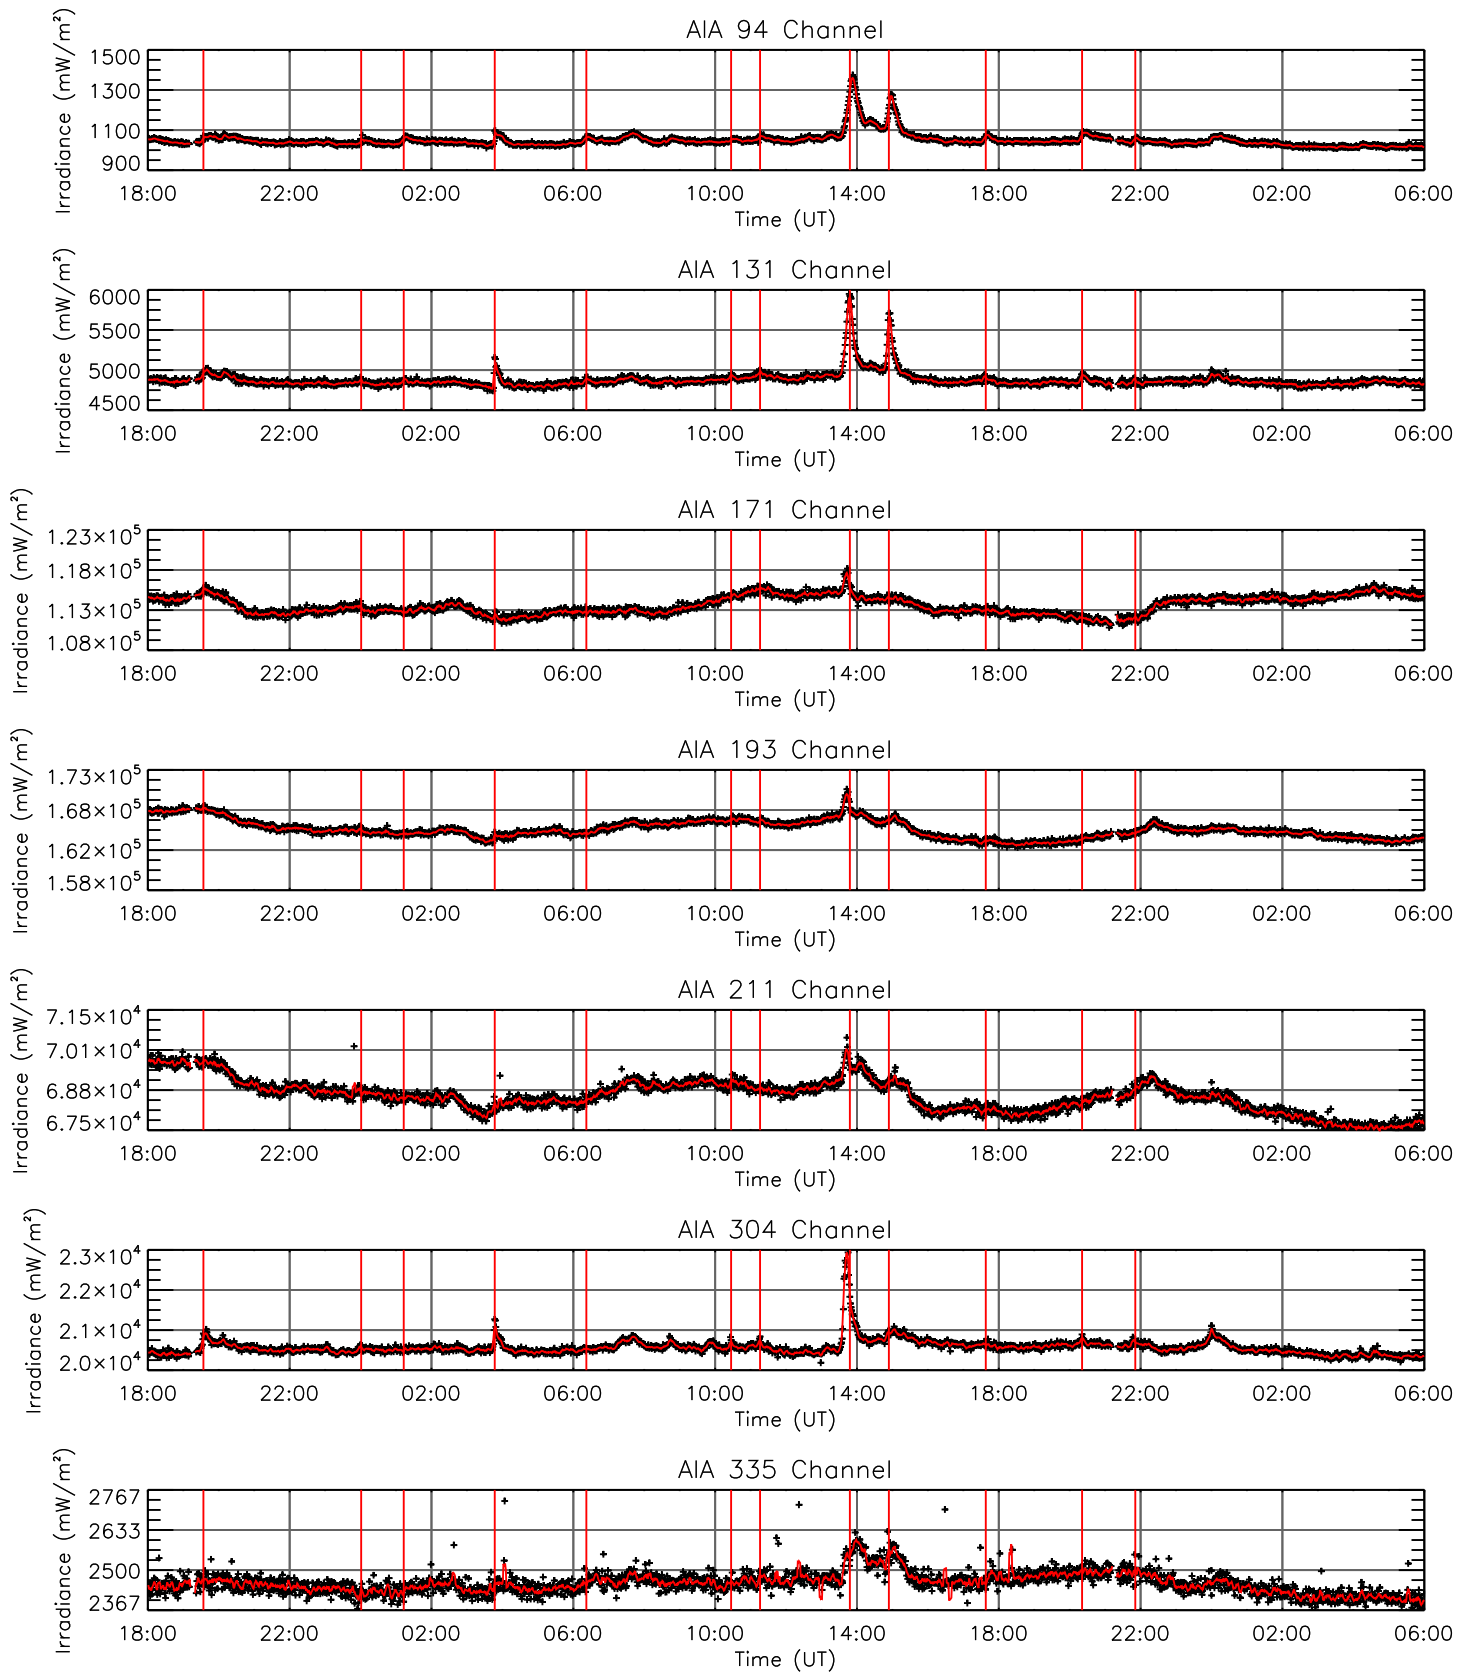 AIA 94 Channel
Irradiance (mW/m²)
1500
1300
1100
900
18:00 22:00 02:00 06:00 10:00 14:00 18:00 22:00 02:00 06:00
Time (UT)
AIA 131 Channel
Irradiance (mW/m²)
6000
5500
5000
4500
18:00 22:00 02:00 06:00 10:00 14:00 18:00 22:00 02:00 06:00
Time (UT)
AIA 171 Channel
Irradiance (mW/m²)
1.23×10⁵
1.18×10⁵
1.13×10⁵
1.08×10⁵
18:00 22:00 02:00 06:00 10:00 14:00 18:00 22:00 02:00 06:00
Time (UT)
AIA 193 Channel
Irradiance (mW/m²)
1.73×10⁵
1.68×10⁵
1.62×10⁵
1.58×10⁵
18:00 22:00 02:00 06:00 10:00 14:00 18:00 22:00 02:00 06:00
Time (UT)
AIA 211 Channel
Irradiance (mW/m²)
7.15×10⁴
7.01×10⁴
6.88×10⁴
6.75×10⁴
18:00 22:00 02:00 06:00 10:00 14:00 18:00 22:00 02:00 06:00
Time (UT)
AIA 304 Channel
Irradiance (mW/m²)
2.3×10⁴
2.2×10⁴
2.1×10⁴
2.0×10⁴
18:00 22:00 02:00 06:00 10:00 14:00 18:00 22:00 02:00 06:00
Time (UT)
AIA 335 Channel
Irradiance (mW/m²)
2767
2633
2500
2367
18:00 22:00 02:00 06:00 10:00 14:00 18:00 22:00 02:00 06:00
Time (UT)